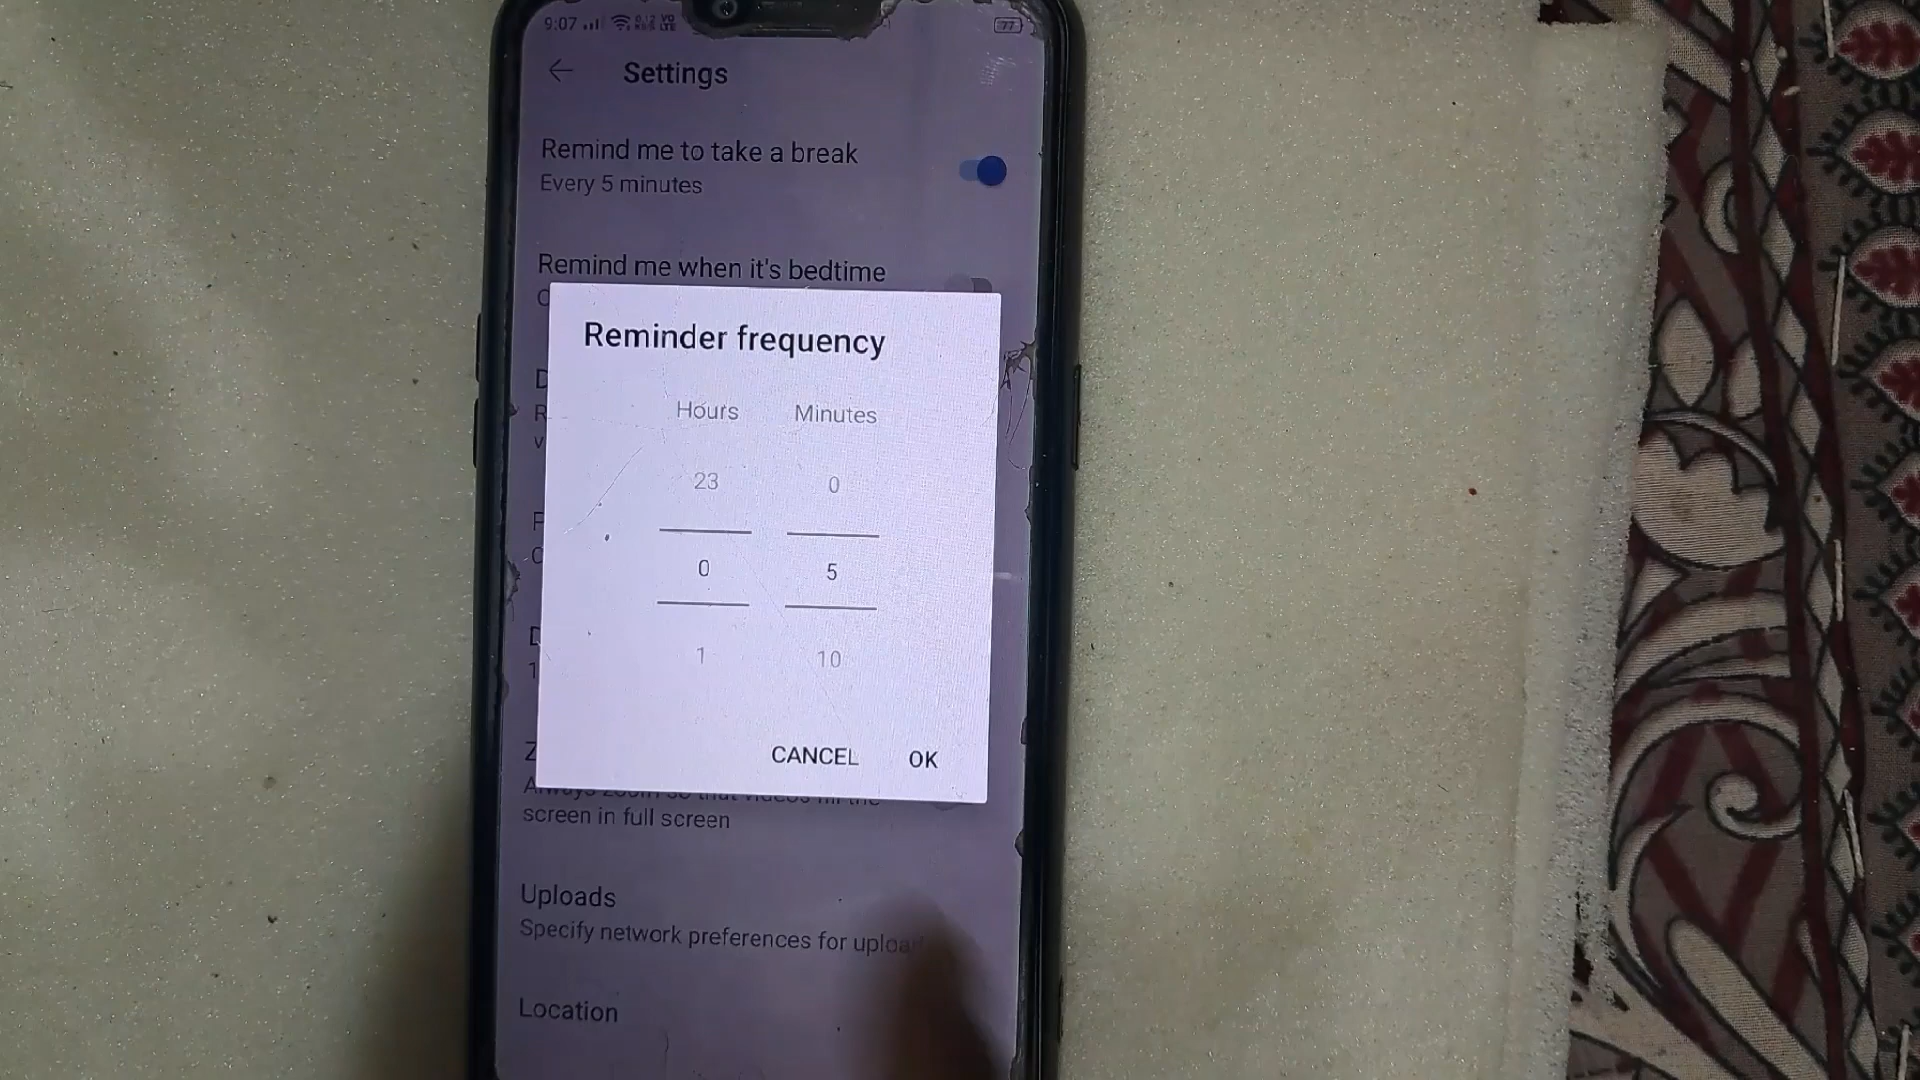 9:07
77
Settings
Remind me to take a break
Every 5 minutes
Remind me when it's bedtime
Reminder frequency
Hours Minutes
23 0
0 5
1 10
CANCEL OK
screen in full screen
Uploads
Specify network preferences for
Location